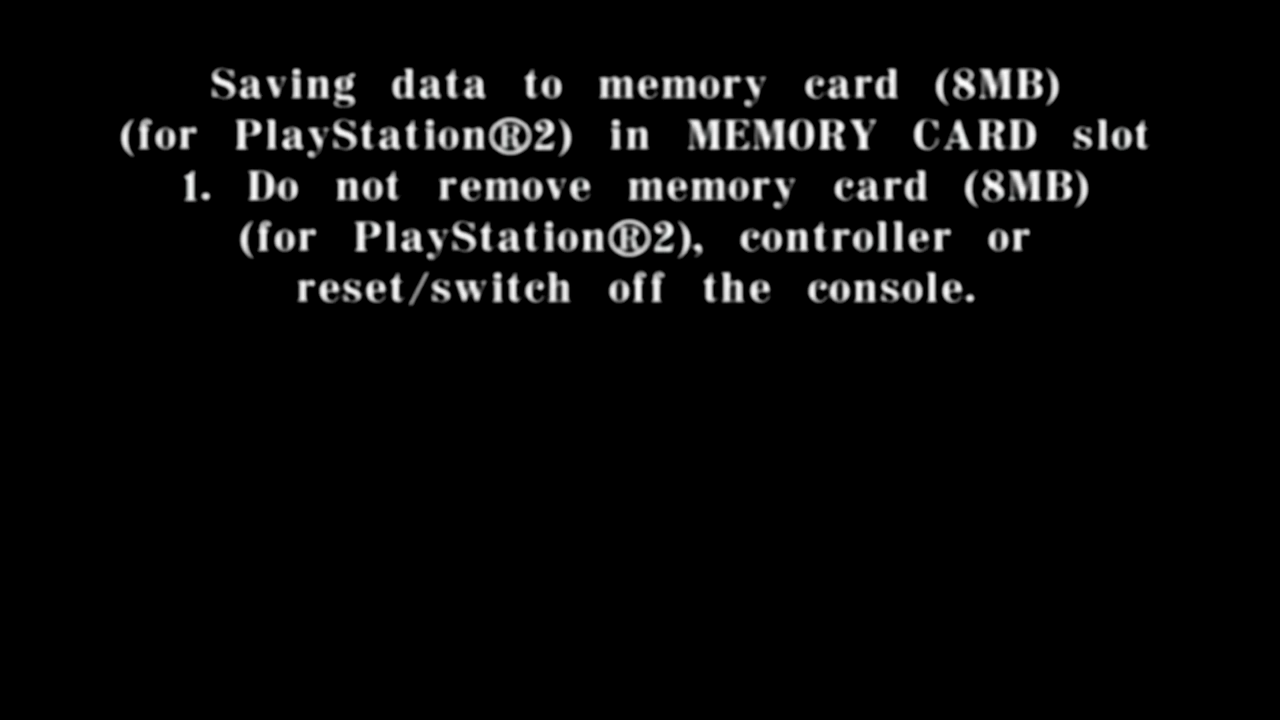 Saving data to memory card (8MB)
(for PlayStation®2) in MEMORY CARD slot
1. Do not remove memory card (8MB)
(for PlayStation®2), controller or
reset/switch off the console.